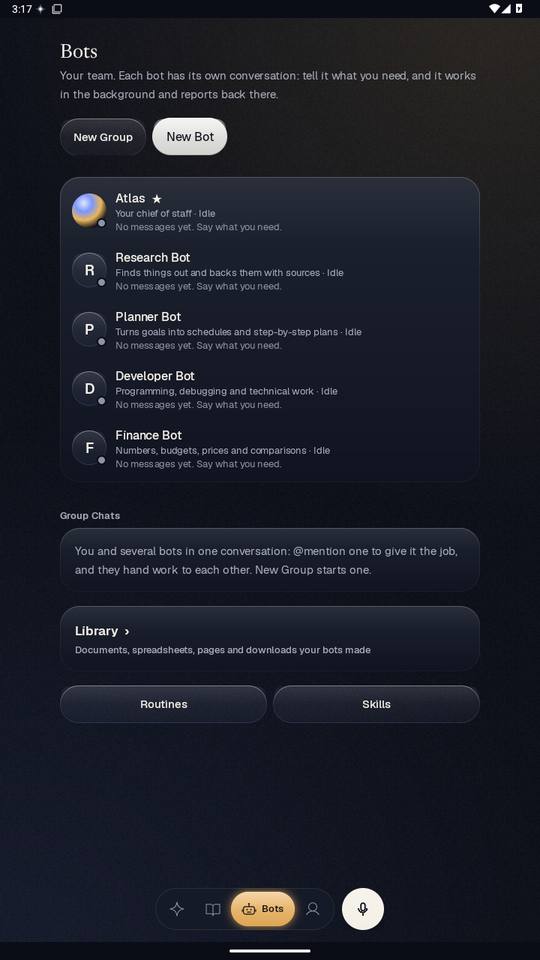 3:17
Bots
Your team. Each bot has its own conversation: tell it what you need, and it works
in the background and reports back there.
New Group
New Bot
Atlas ★
Your chief of staff · Idle
No messages yet. Say what you need.
R
Research Bot
Finds things out and backs them with sources · Idle
No messages yet. Say what you need.
P
Planner Bot
Turns goals into schedules and step-by-step plans · Idle
No messages yet. Say what you need.
D
Developer Bot
Programming, debugging and technical work · Idle
No messages yet. Say what you need.
F
Finance Bot
Numbers, budgets, prices and comparisons · Idle
No messages yet. Say what you need.
Group Chats
You and several bots in one conversation: @mention one to give it the job,
and they hand work to each other. New Group starts one.
Library ›
Documents, spreadsheets, pages and downloads your bots made
Routines
Skills
Bots